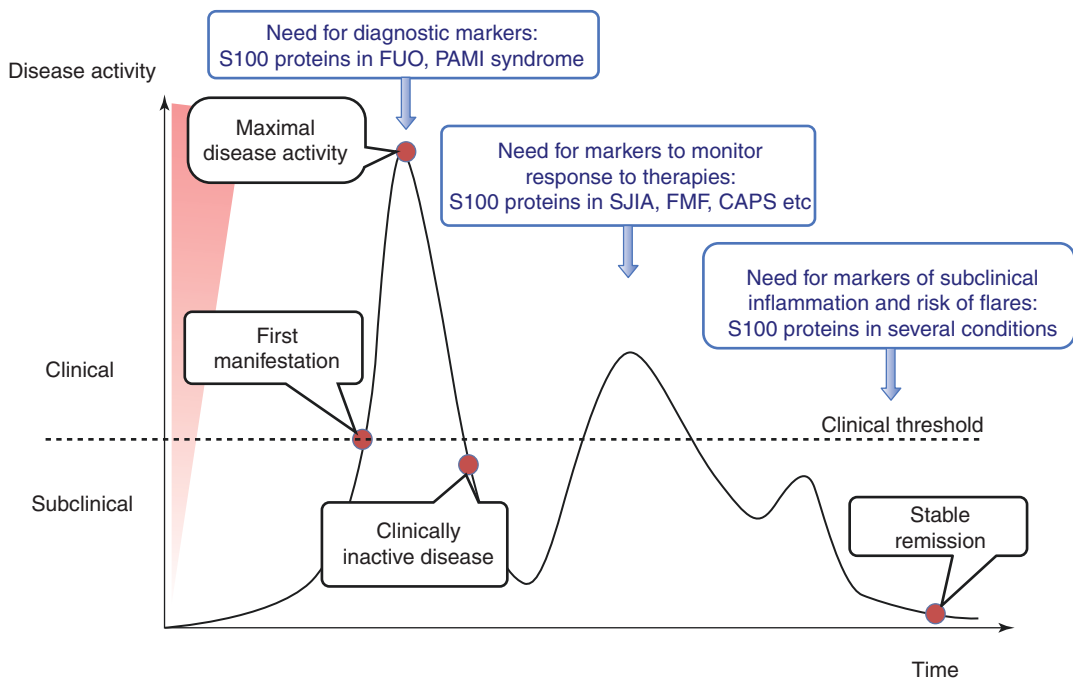 Need for diagnostic markers:
S100 proteins in FUO, PAMI syndrome
Disease activity
Maximal
disease activity
Need for markers to monitor
response to therapies:
S100 proteins in SJIA, FMF, CAPS etc
Need for markers of subclinical
inflammation and risk of flares:
S100 proteins in several conditions
First
manifestation
Clinical
Clinical threshold
Subclinical
Clinically
inactive disease
Stable
remission
Time